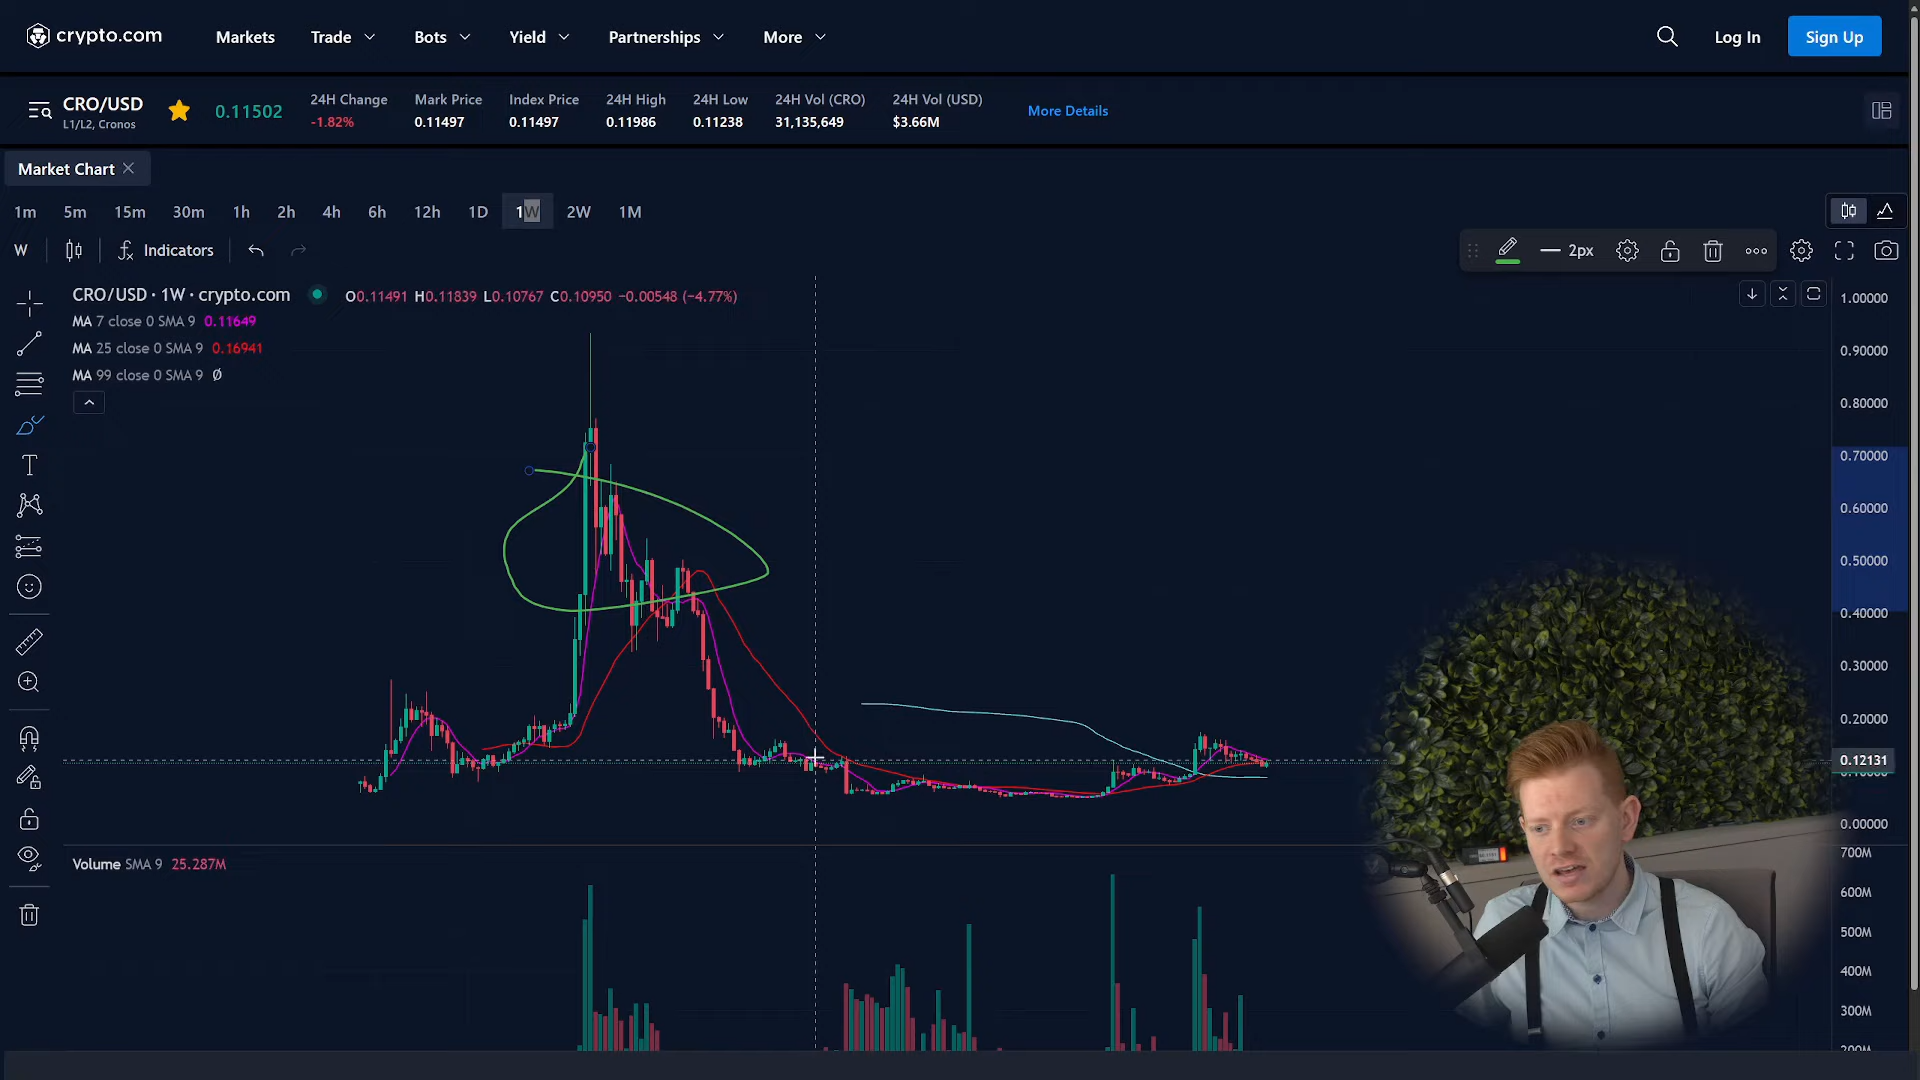 crypto.com Markets Trade Bots Yield Partnerships More Log In Sign Up
CRO/USD 0.11502 24H Change Mark Price Index Price 24H High 24H Low 24H Vol (CRO) 24H Vol (USD) More Details
L1/L2, Cronos -1.82% 0.11497 0.11497 0.11986 0.11238 31,135,649 $3.66M
Market Chart
1m 5m 15m 30m 1h 2h 4h 6h 12h 1D 1W 2W 1M
W Indicators 2px
CRO/USD · 1W · crypto.com O0.11491 H0.11839 L0.10767 C0.10950 −0.00548 (−4.77%)
MA 7 close 0 SMA 9 0.11649
MA 25 close 0 SMA 9 0.16941
MA 99 close 0 SMA 9 Ø
1.00000
0.90000
0.80000
0.70000
0.60000
0.50000
0.40000
0.30000
0.20000
0.12131
0.00000
Volume SMA 9 25.287M
700M
600M
500M
400M
300M